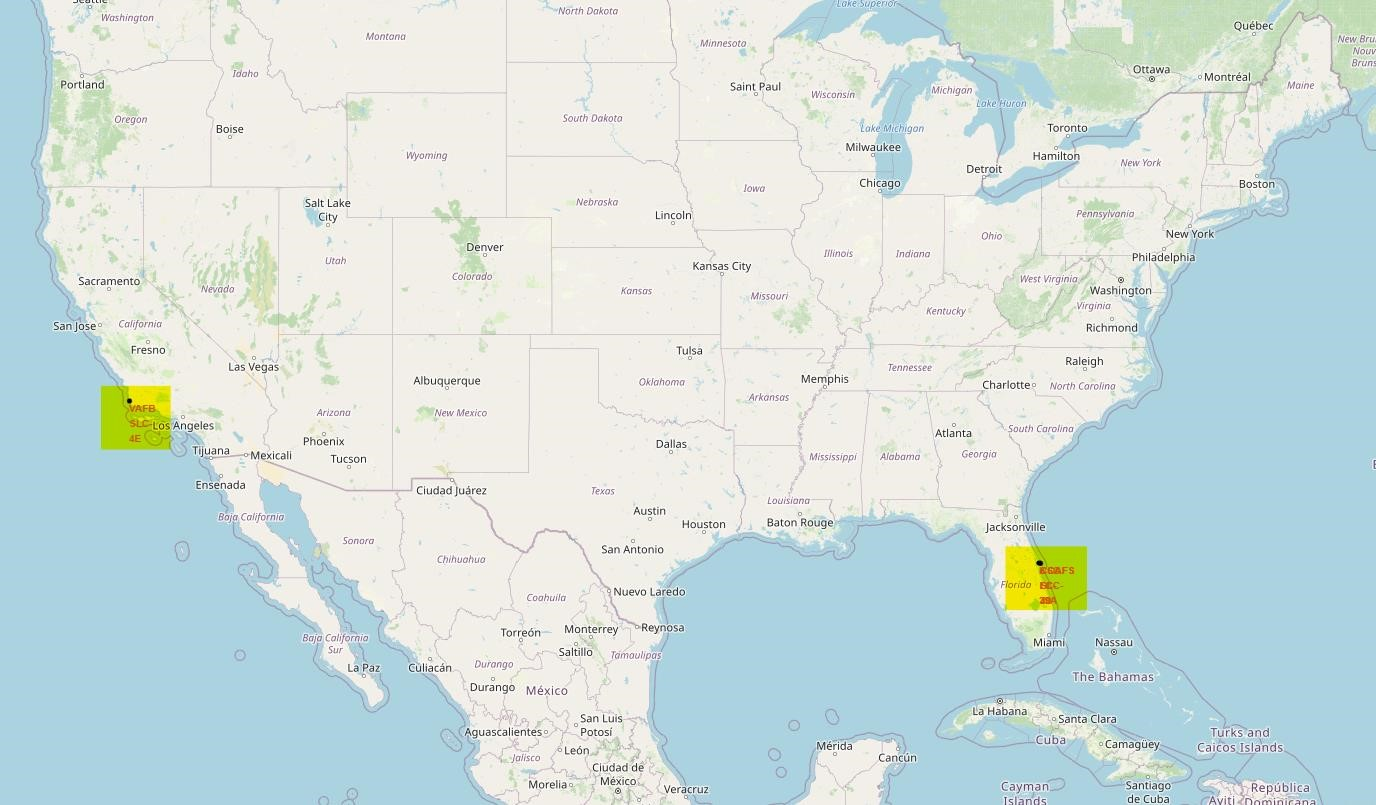 Seattle
Washington
Montana
North Dakota
Minnesota
Lake Superior
Québec
New Bru
Nouv
Bruns
Portland
Idaho
Saint Paul
Wisconsin
Michigan
Lake Huron
Ottawa
Montréal
Maine
Oregon
Boise
South Dakota
Lake Michigan
Toronto
Wyoming
Milwaukee
Hamilton
New York
Chicago
Detroit
Iowa
Boston
Salt Lake
City
Nebraska
Lincoln
Pennsylvania
Denver
Ohio
New York
Utah
Kansas City
Illinois
Indiana
Philadelphia
Sacramento
Nevada
Colorado
Kansas
Missouri
West Virginia
Washington
Virginia
San Jose
California
Kentucky
Richmond
Fresno
Las Vegas
Tulsa
Tennessee
Raleigh
Albuquerque
Oklahoma
Memphis
Charlotte
North Carolina
VAFB
SLC-
4E
Los Angeles
Arizona
New Mexico
Arkansas
Phoenix
Dallas
Atlanta
South Carolina
Tijuana
Mexicali
Tucson
Mississippi
Alabama
Georgia
Ensenada
Ciudad Juárez
Texas
Louisiana
Baja California
Austin
Houston
Baton Rouge
Jacksonville
Sonora
Chihuahua
San Antonio
Florida
Coahuila
Nuevo Laredo
Baja California
Sur
Torreón
Monterrey
Reynosa
Miami
Nassau
La Paz
Culiacán
Durango
Saltillo
Tamaulipas
The Bahamas
Durango
México
La Habana
Santa Clara
Aguascalientes
San Luis
Potosí
Cuba
Camagüey
Turks and
Caicos Islands
Jalisco
León
Mérida
Cancún
Morelia
Ciudad de
México
Veracruz
Cayman
Islands
Santiago
de Cuba
República
Dominicana
Ayiti